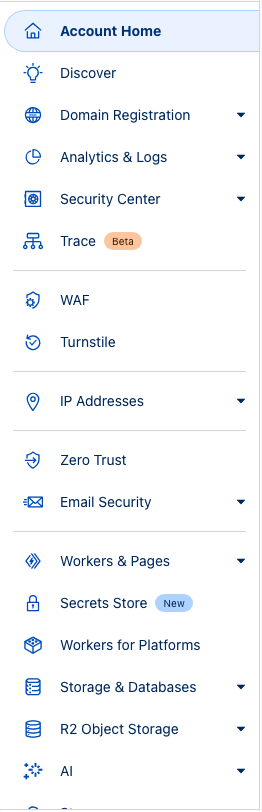 Account Home
Discover
Domain Registration
Analytics & Logs
Security Center
Trace Beta
WAF
Turnstile
IP Addresses
Zero Trust
Email Security
Workers & Pages
Secrets Store New
Workers for Platforms
Storage & Databases
R2 Object Storage
AI